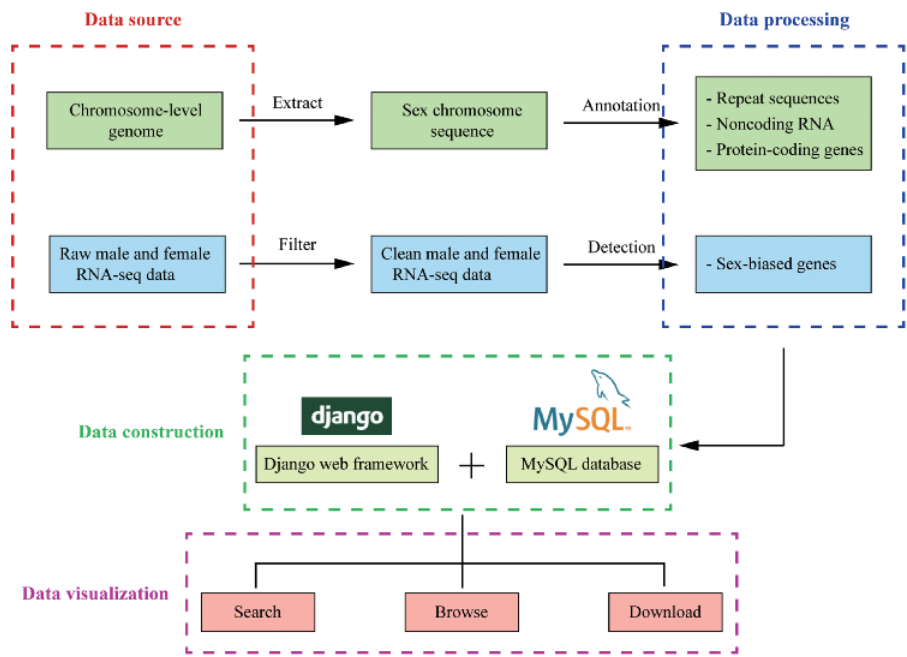 Data source
Data processing
Chromosome-level
genome
Extract
Sex chromosome
sequence
Annotation
- Repeat sequences
- Noncoding RNA
- Protein-coding genes
Raw male and female
RNA-seq data
Filter
Clean male and female
RNA-seq data
Detection
- Sex-biased genes
Data construction
django
MySQL
Django web framework
+
MySQL database
Data visualization
Search
Browse
Download